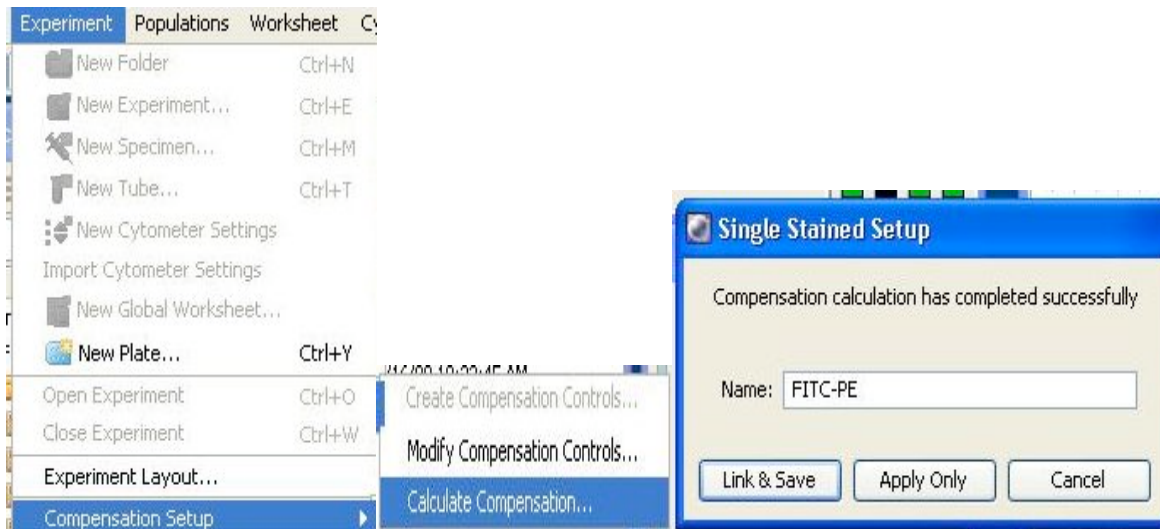 Experiment Populations Worksheet
New Folder Ctrl+N
New Experiment... Ctrl+E
New Specimen... Ctrl+M
New Tube... Ctrl+T
New Cytometer Settings
Import Cytometer Settings
New Global Worksheet...
New Plate... Ctrl+Y
Open Experiment Ctrl+O
Close Experiment Ctrl+W
Experiment Layout...
Compensation Setup
Create Compensation Controls...
Modify Compensation Controls...
Calculate Compensation...
Single Stained Setup
Compensation calculation has completed successfully
Name: FITC-PE
Link & Save Apply Only Cancel